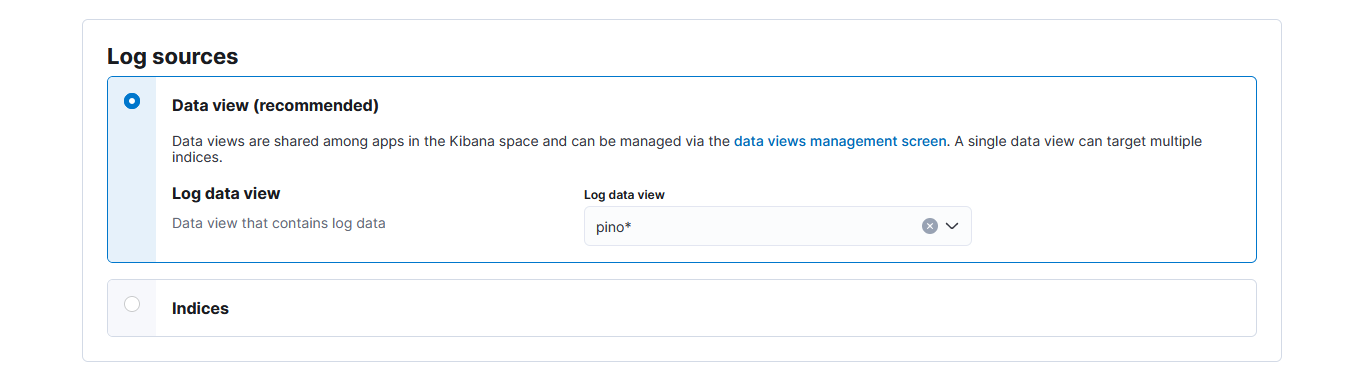 Log sources
Data view (recommended)
Data views are shared among apps in the Kibana space and can be managed via the data views management screen. A single data view can target multiple
indices.
Log data view
Data view that contains log data
Log data view
pino*
Indices